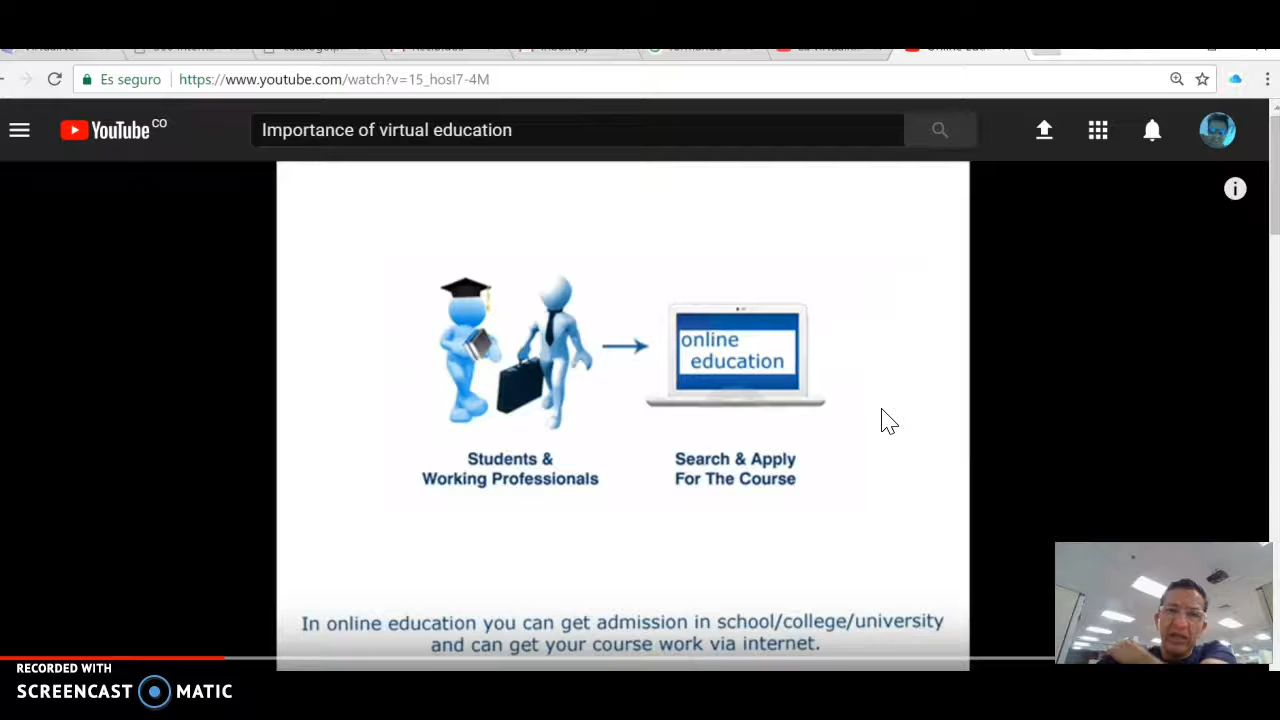 Es seguro
https://www.youtube.com/watch?v=15_hosI7-4M
YouTube CO
Importance of virtual education
online
education
Students &
Working Professionals
Search & Apply
For The Course
In online education you can get admission in school/college/university
and can get your course work via internet.
RECORDED WITH
SCREENCAST MATIC